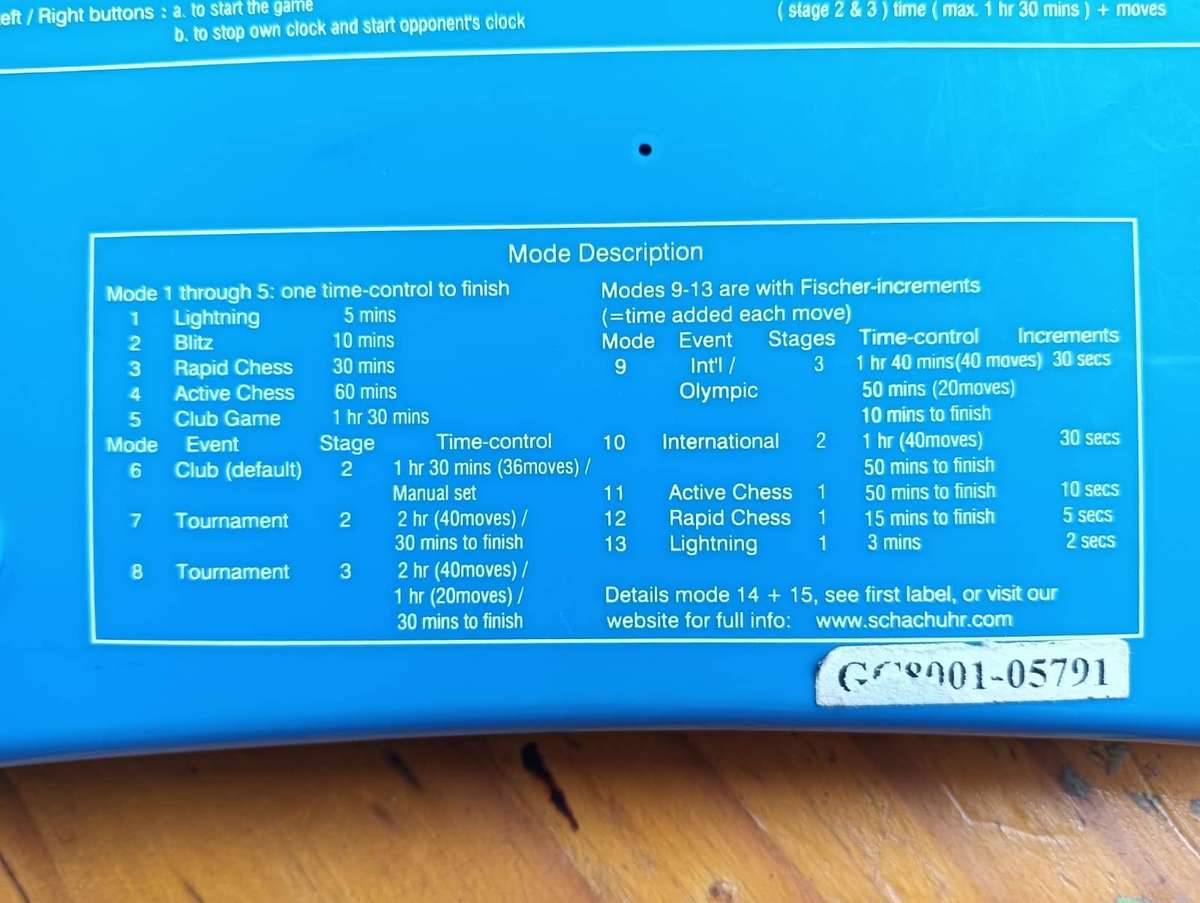 Left / Right buttons : a. to start the game
b. to stop own clock and start opponent's clock
( stage 2 & 3 ) time ( max. 1 hr 30 mins ) + moves
Mode Description
Mode 1 through 5: one time-control to finish
1 Lightning 5 mins
2 Blitz 10 mins
3 Rapid Chess 30 mins
4 Active Chess 60 mins
5 Club Game 1 hr 30 mins
Mode Event Stage Time-control
6 Club (default) 2 1 hr 30 mins (36moves) /
Manual set
7 Tournament 2 2 hr (40moves) /
30 mins to finish
8 Tournament 3 2 hr (40moves) /
1 hr (20moves) /
30 mins to finish
Modes 9-13 are with Fischer-increments
(=time added each move)
Mode Event Stages Time-control Increments
9 Int'l / 3 1 hr 40 mins(40 moves) 30 secs
Olympic 50 mins (20moves)
10 mins to finish
10 International 2 1 hr (40moves) 30 secs
50 mins to finish
11 Active Chess 1 50 mins to finish 10 secs
12 Rapid Chess 1 15 mins to finish 5 secs
13 Lightning 1 3 mins 2 secs
Details mode 14 + 15, see first label, or visit our
website for full info: www.schachuhr.com